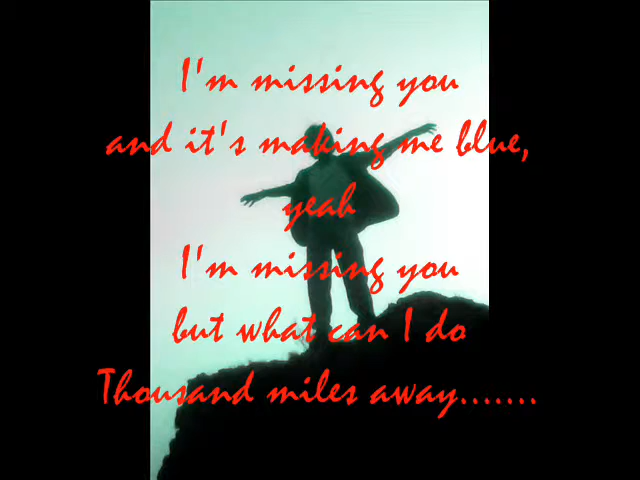 I'm missing you
and it's making me blue,
yeah
I'm missing you
but what can I do
Thousand miles away.......